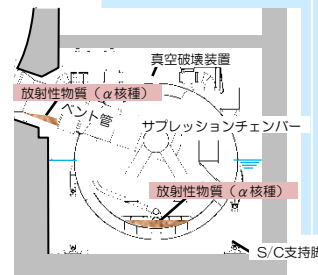 真空破壊装置
放射性物質（α核種）
ベント管
サプレッションチェンバー
放射性物質（α核種）
S/C支持脚